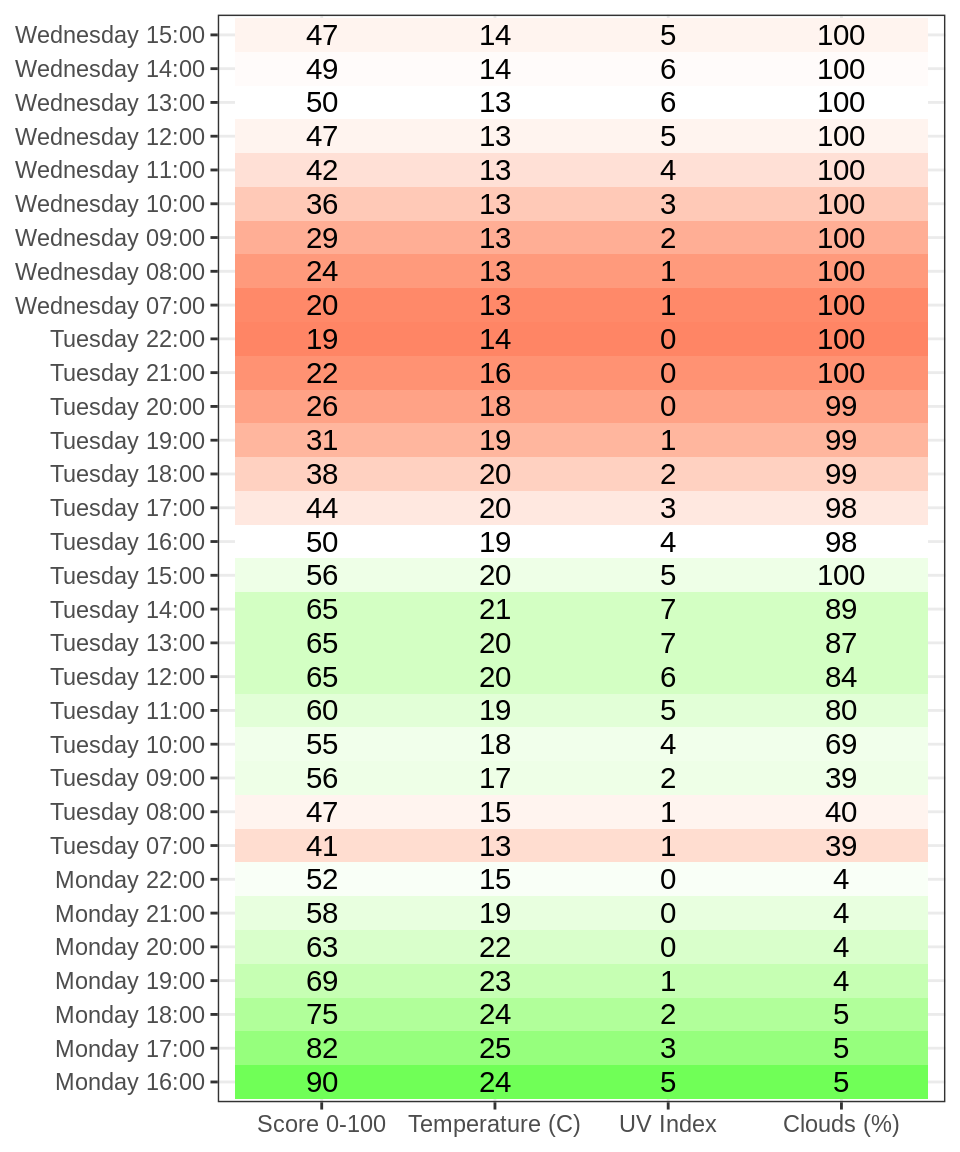 Wednesday 15:00 47 14 5 100
Wednesday 14:00 49 14 6 100
Wednesday 13:00 50 13 6 100
Wednesday 12:00 47 13 5 100
Wednesday 11:00 42 13 4 100
Wednesday 10:00 36 13 3 100
Wednesday 09:00 29 13 2 100
Wednesday 08:00 24 13 1 100
Wednesday 07:00 20 13 1 100
Tuesday 22:00 19 14 0 100
Tuesday 21:00 22 16 0 100
Tuesday 20:00 26 18 0 99
Tuesday 19:00 31 19 1 99
Tuesday 18:00 38 20 2 99
Tuesday 17:00 44 20 3 98
Tuesday 16:00 50 19 4 98
Tuesday 15:00 56 20 5 100
Tuesday 14:00 65 21 7 89
Tuesday 13:00 65 20 7 87
Tuesday 12:00 65 20 6 84
Tuesday 11:00 60 19 5 80
Tuesday 10:00 55 18 4 69
Tuesday 09:00 56 17 2 39
Tuesday 08:00 47 15 1 40
Tuesday 07:00 41 13 1 39
Monday 22:00 52 15 0 4
Monday 21:00 58 19 0 4
Monday 20:00 63 22 0 4
Monday 19:00 69 23 1 4
Monday 18:00 75 24 2 5
Monday 17:00 82 25 3 5
Monday 16:00 90 24 5 5
Score 0-100 Temperature (C) UV Index Clouds (%)